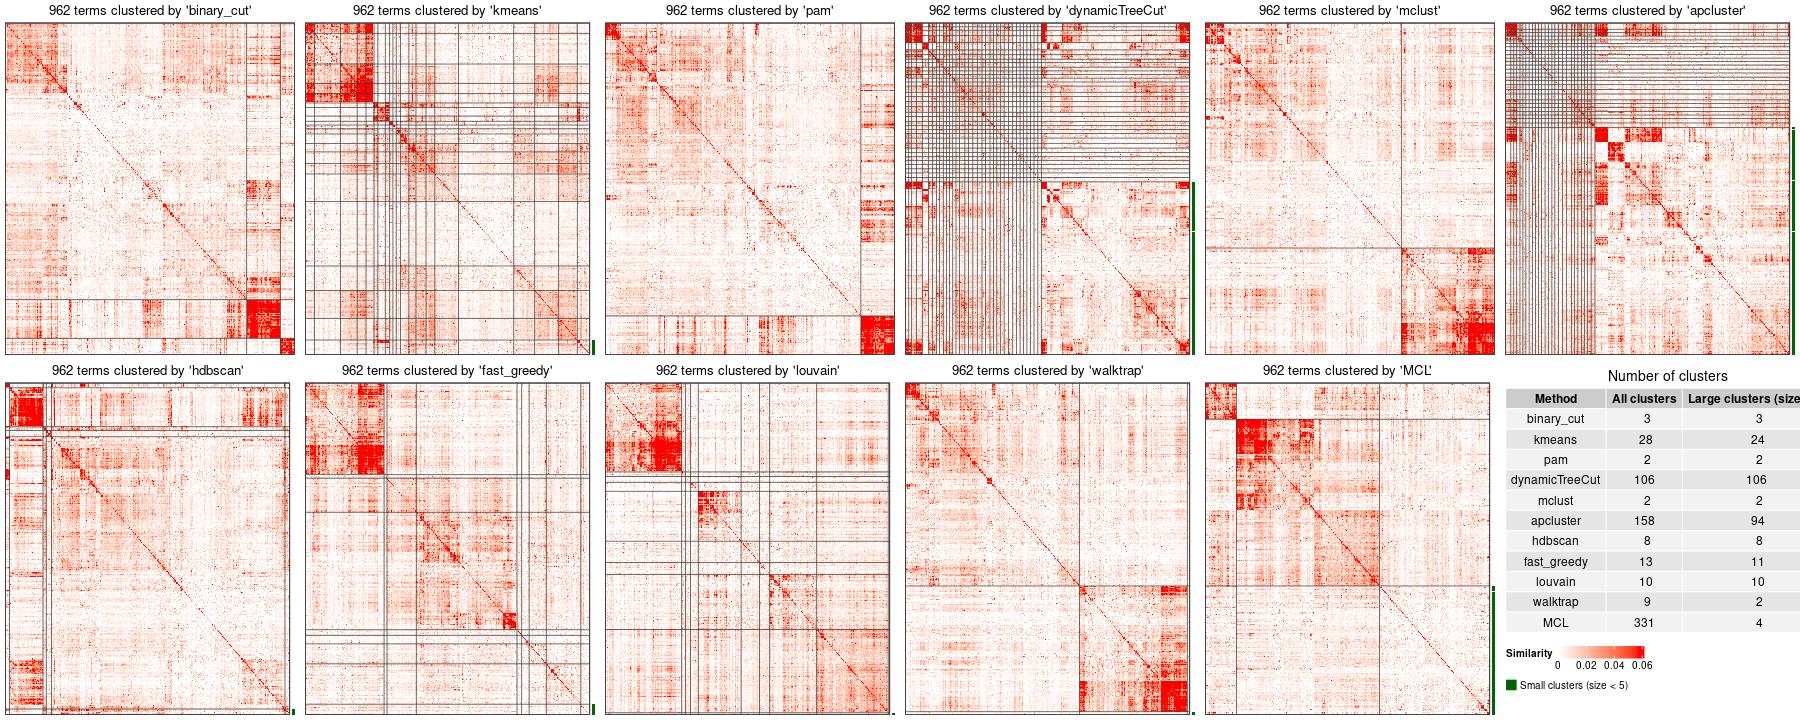 962 terms clustered by 'binary_cut'
962 terms clustered by 'kmeans'
962 terms clustered by 'pam'
962 terms clustered by 'dynamicTreeCut'
962 terms clustered by 'mclust'
962 terms clustered by 'apcluster'
962 terms clustered by 'hdbscan'
962 terms clustered by 'fast_greedy'
962 terms clustered by 'louvain'
962 terms clustered by 'walktrap'
962 terms clustered by 'MCL'
Number of clusters
Method All clusters Large clusters (size
binary_cut 3 3
kmeans 28 24
pam 2 2
dynamicTreeCut 106 106
mclust 2 2
apcluster 158 94
hdbscan 8 8
fast_greedy 13 11
louvain 10 10
walktrap 9 2
MCL 331 4
Similarity
0 0.02 0.04 0.06
Small clusters (size < 5)